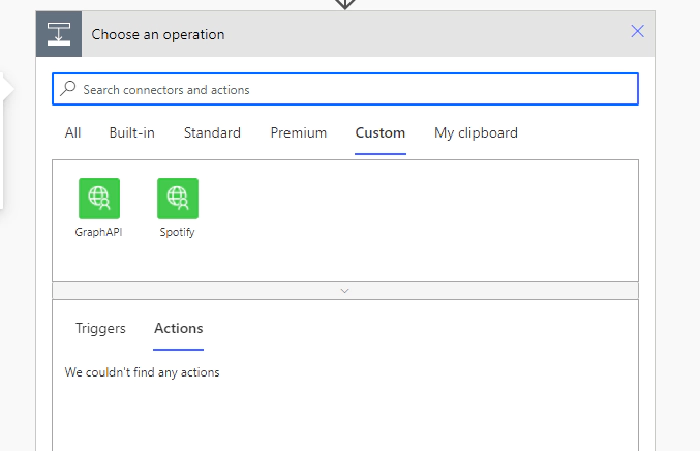 Choose an operation
Search connectors and actions
All Built-in Standard Premium Custom My clipboard
GraphAPI Spotify
Triggers Actions
We couldn't find any actions